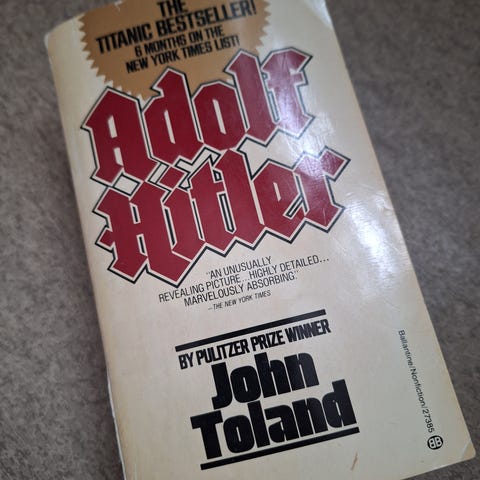 THE
TITANIC BESTSELLER!
6 MONTHS ON THE
NEW YORK TIMES LIST!
Adolf
Hitler
"AN UNUSUALLY
REVEALING PICTURE...HIGHLY DETAILED...
MARVELOUSLY ABSORBING"
—THE NEW YORK TIMES
BY PULITZER PRIZE WINNER
John
Toland
Ballantine/Nonfiction/27385
BB